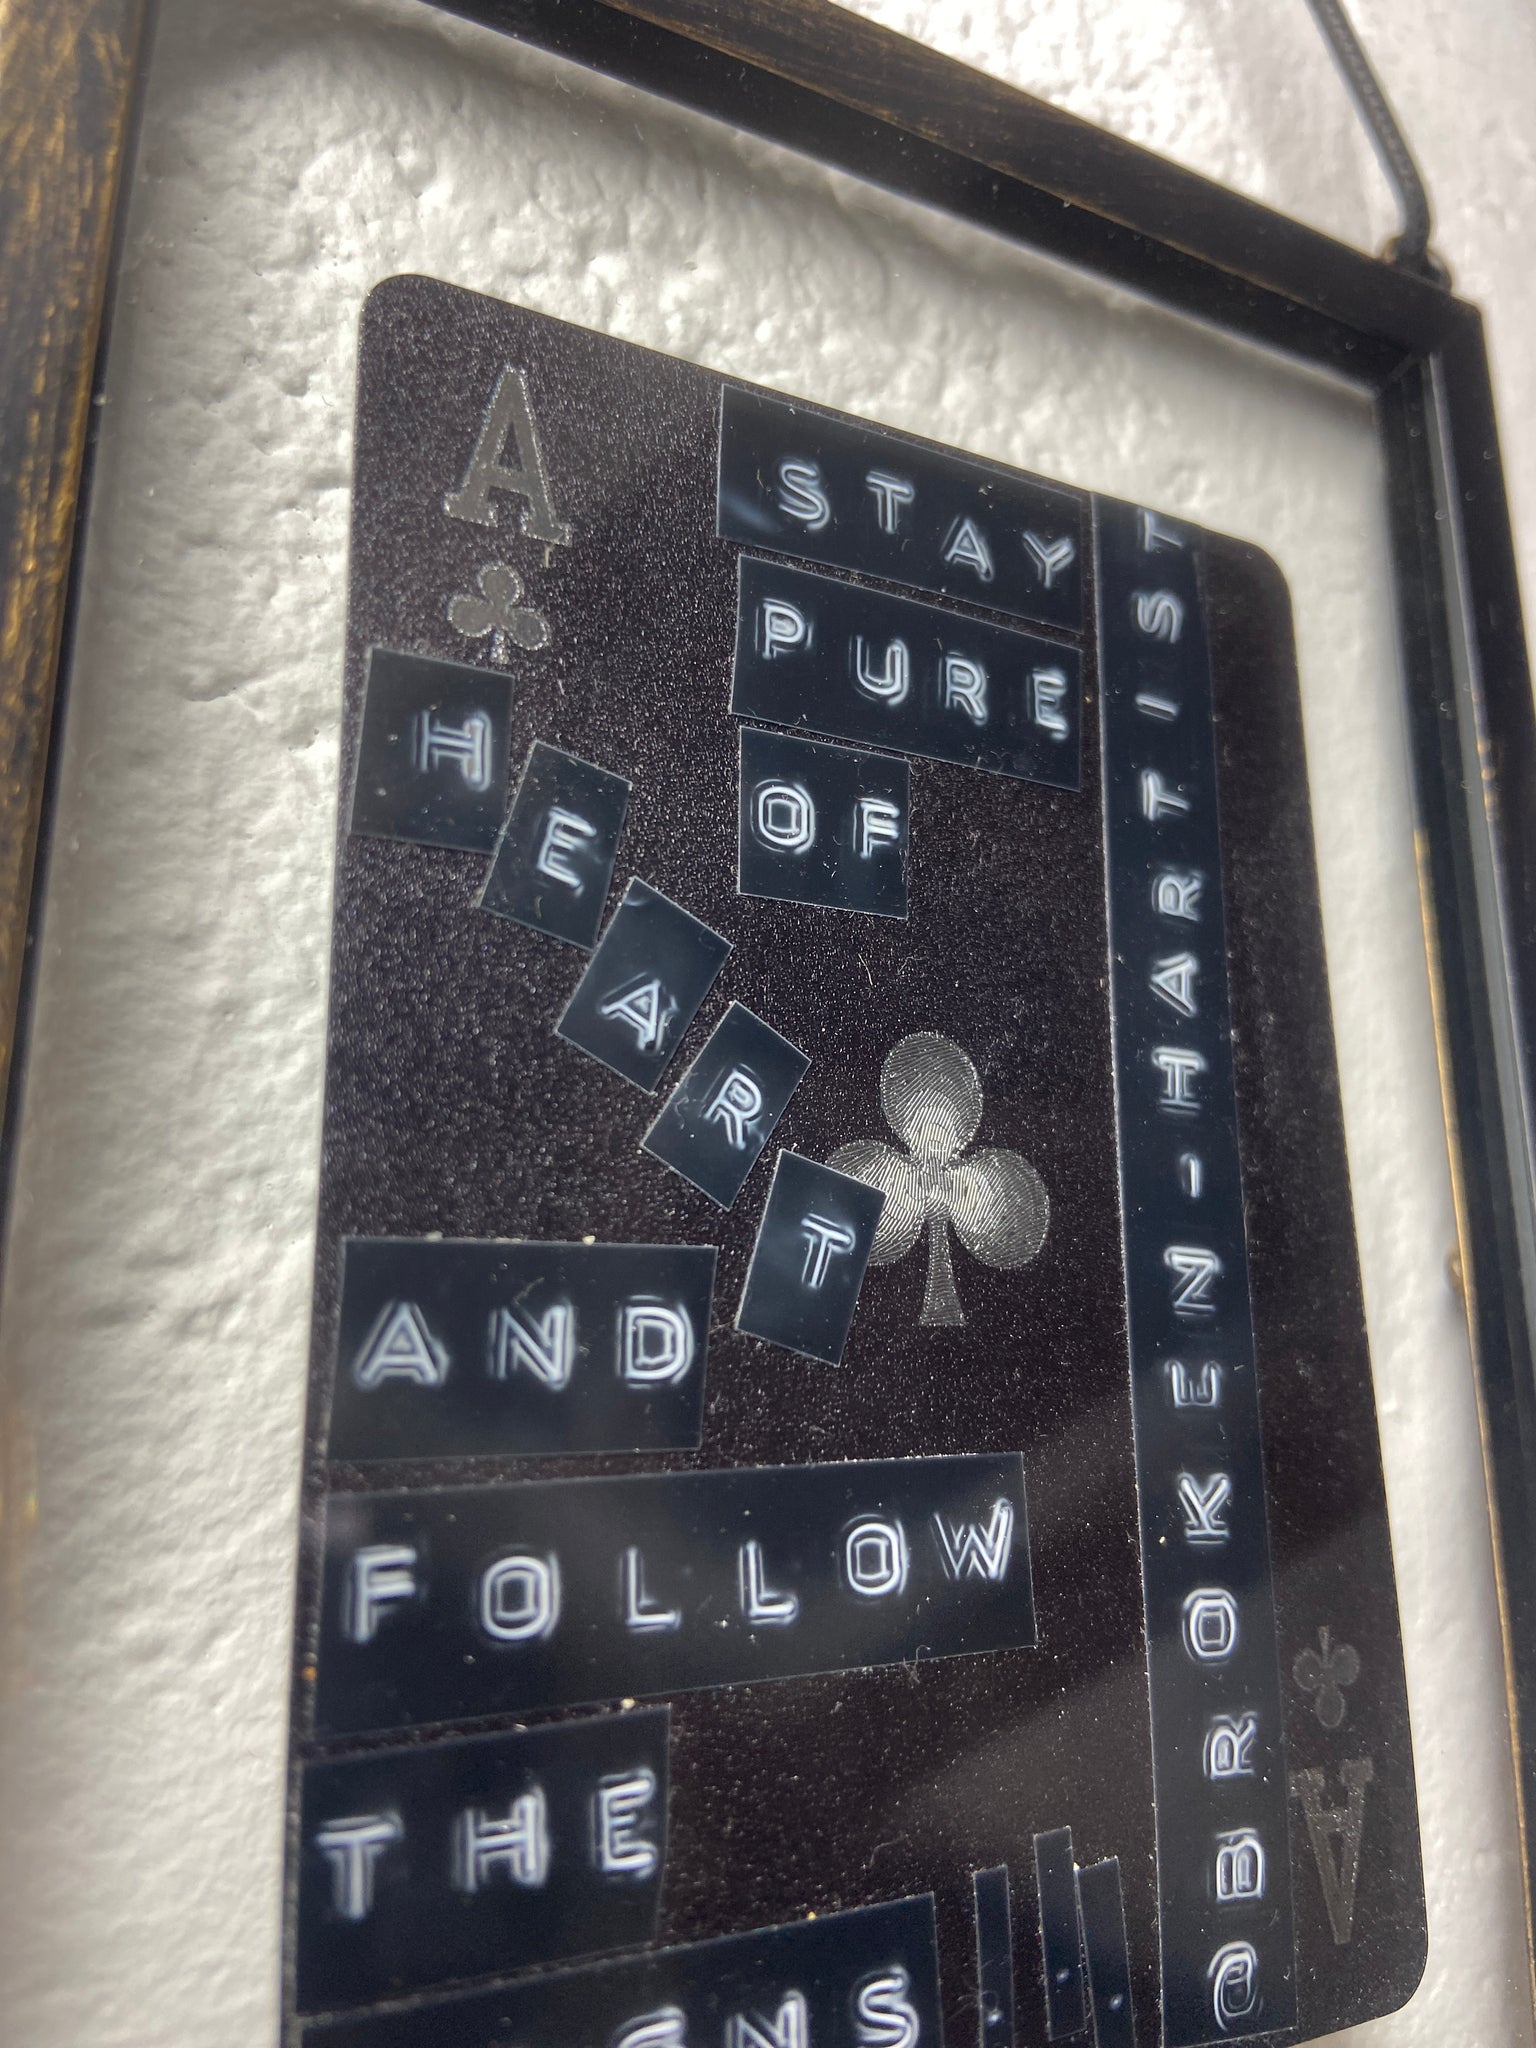 A
STAY
PURE
OF
HEART
AND
FOLLOW
THE
@BROKEN-HARTIST
A